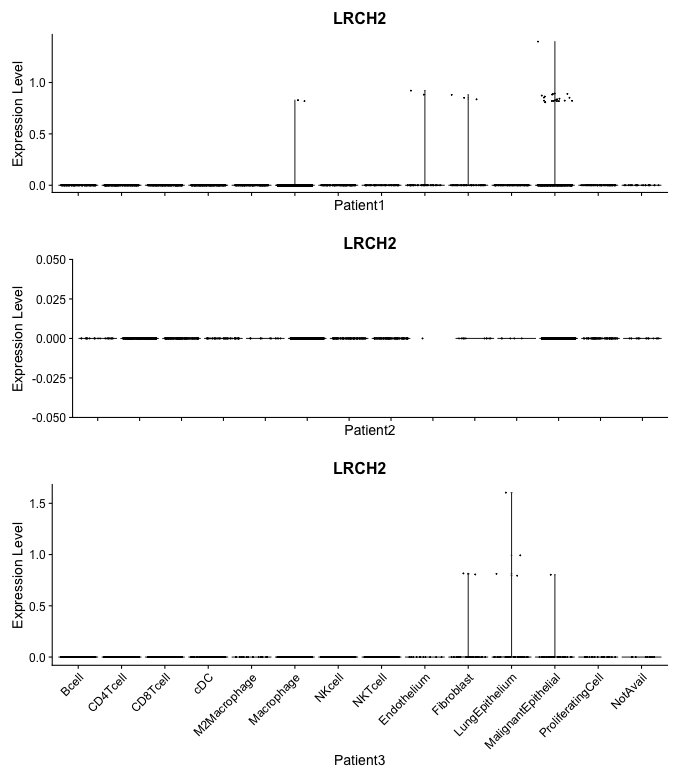 LRCH2
Expression Level
1.0
0.5
0.0
Patient1
LRCH2
Expression Level
0.050
0.025
0.000
-0.025
-0.050
Patient2
LRCH2
Expression Level
1.5
1.0
0.5
0.0
Bcell
CD4Tcell
CD8Tcell
cDC
M2Macrophage
Macrophage
NKcell
NKTcell
Endothelium
Fibroblast
LungEpithelium
MalignantEpithelial
ProliferatingCell
NotAvail
Patient3